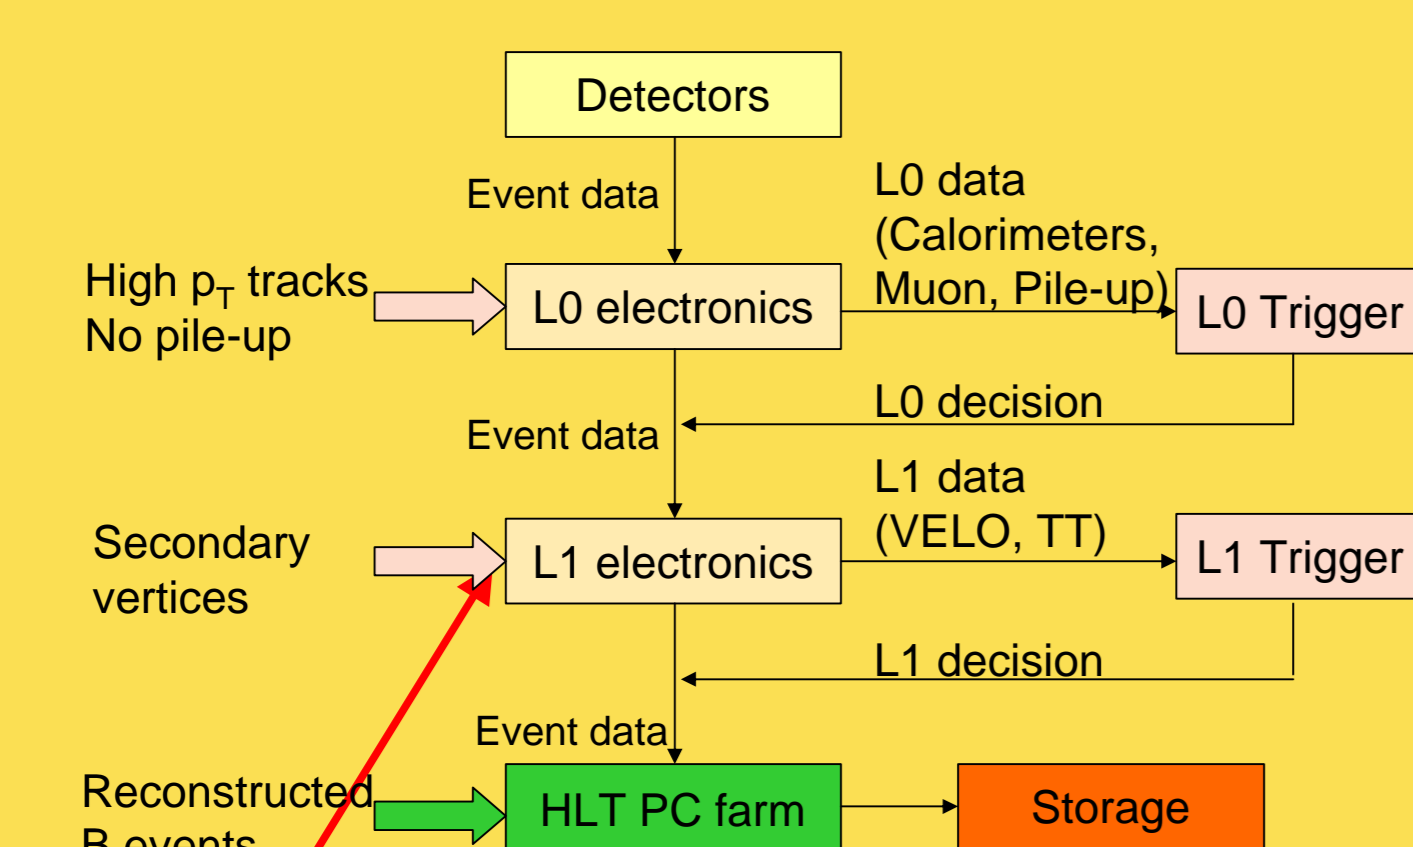 Detectors
Event data
L0 data
(Calorimeters,
Muon, Pile-up)
High pT tracks
No pile-up
L0 electronics
L0 Trigger
L0 decision
Event data
L1 data
(VELO, TT)
Secondary
vertices
L1 electronics
L1 Trigger
L1 decision
Event data
Reconstructed
B events
HLT PC farm
Storage